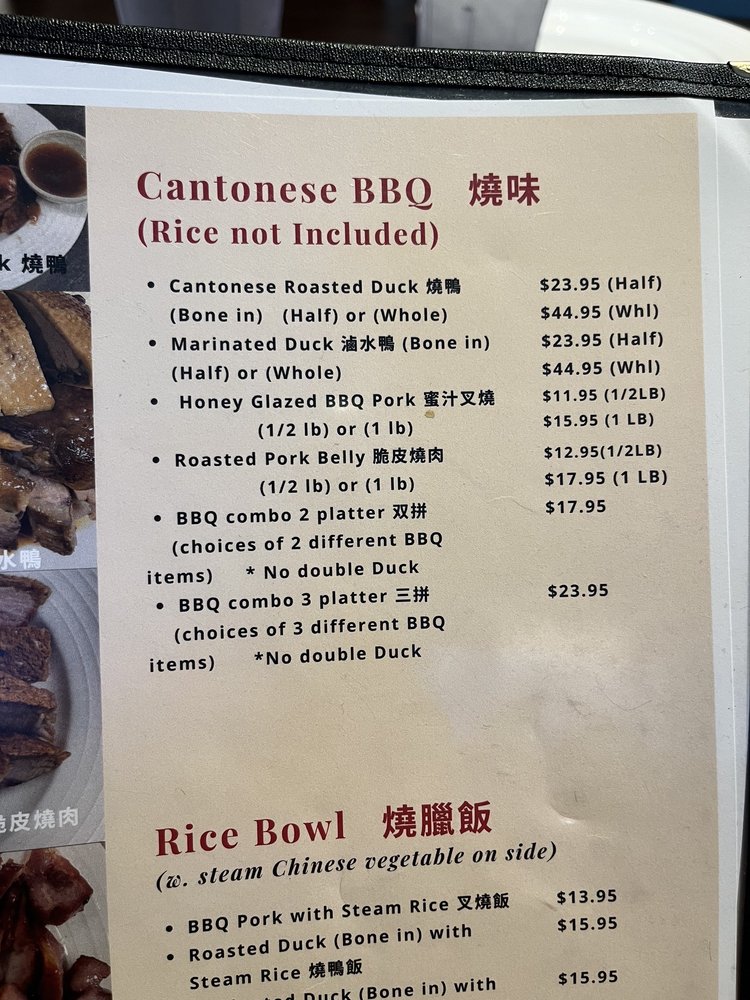 Cantonese BBQ 燒味
(Rice not Included)
k 燒鴨
• Cantonese Roasted Duck 燒鴨 $23.95 (Half)
(Bone in) (Half) or (Whole) $44.95 (Whl)
• Marinated Duck 滷水鴨 (Bone in) $23.95 (Half)
(Half) or (Whole) $44.95 (Whl)
• Honey Glazed BBQ Pork 蜜汁叉燒 $11.95 (1/2LB)
(1/2 lb) or (1 lb) $15.95 (1 LB)
• Roasted Pork Belly 脆皮燒肉 $12.95(1/2LB)
(1/2 lb) or (1 lb) $17.95 (1 LB)
• BBQ combo 2 platter 双拼 $17.95
(choices of 2 different BBQ
items) * No double Duck
水鴨
• BBQ combo 3 platter 三拼 $23.95
(choices of 3 different BBQ
items) *No double Duck
脆皮燒肉
Rice Bowl 燒臘飯
(w. steam Chinese vegetable on side)
• BBQ Pork with Steam Rice 叉燒飯 $13.95
• Roasted Duck (Bone in) with $15.95
Steam Rice 燒鴨飯
Duck (Bone in) with $15.95